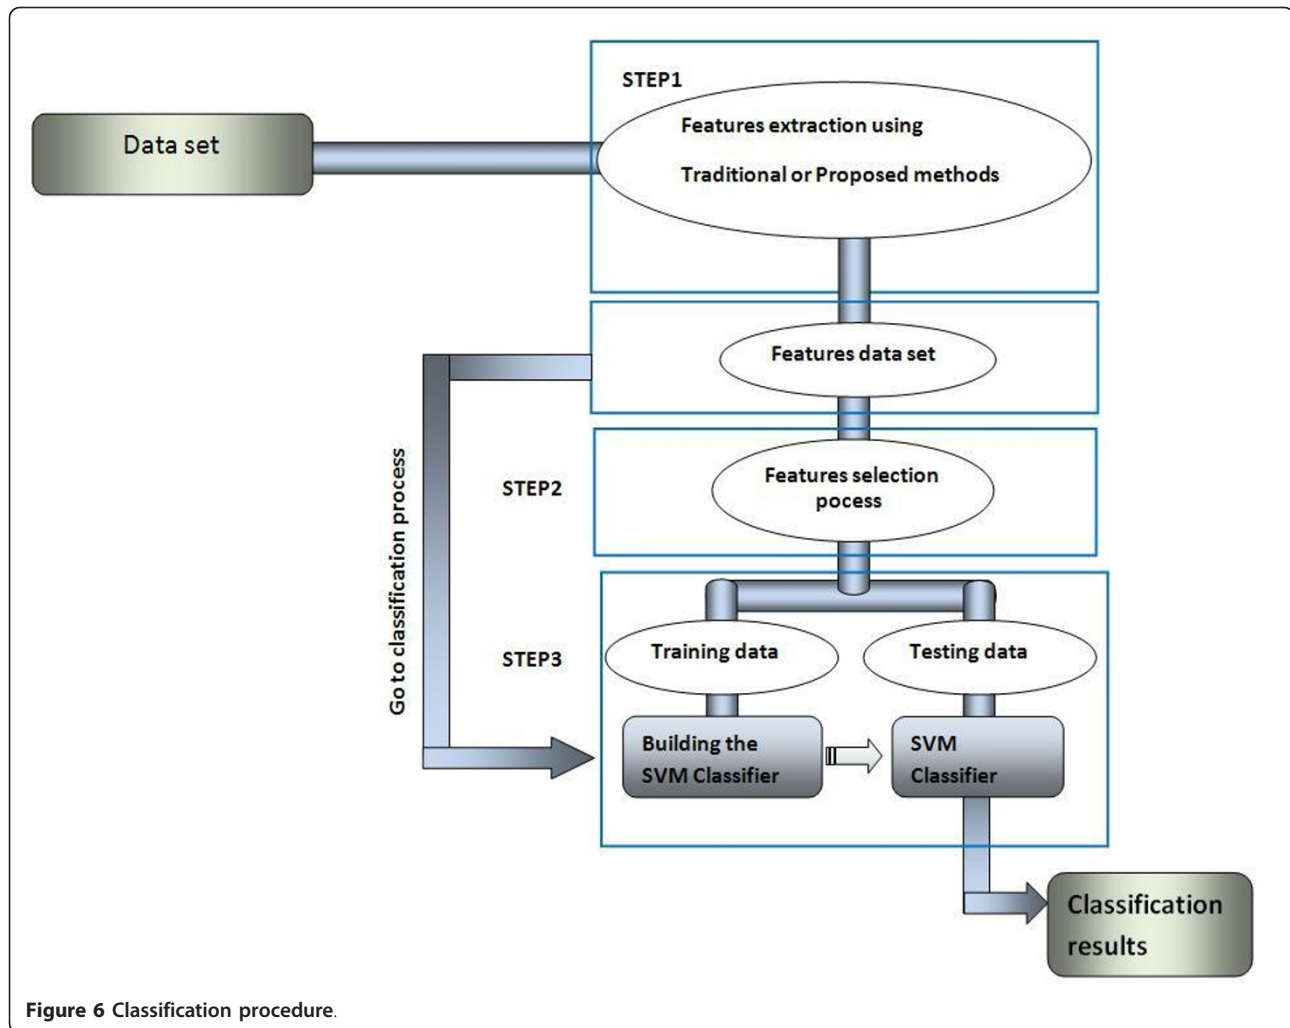 STEP1
Data set
Features extraction using
Traditional or Proposed methods
Features data set
Go to classification process
STEP2
Features selection
pocess
STEP3
Training data
Testing data
Building the
SVM Classifier
SVM
Classifier
Classification
results
Figure 6 Classification procedure.